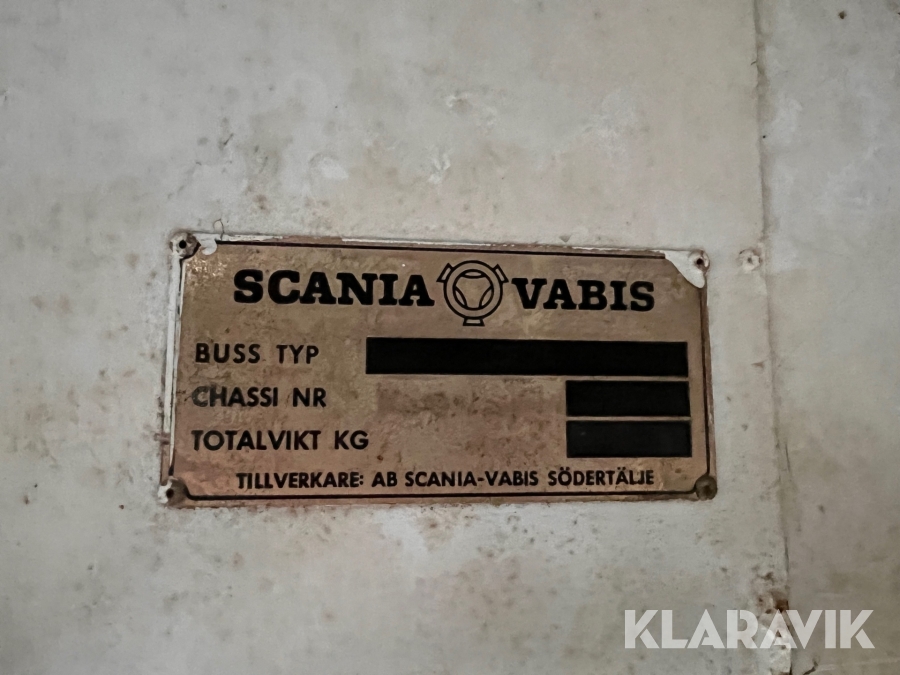 SCANIA VABIS
BUSS TYP
CHASSI NR
TOTALVIKT KG
TILLVERKARE: AB SCANIA-VABIS SÖDERTÄLJE
KLARAVIK